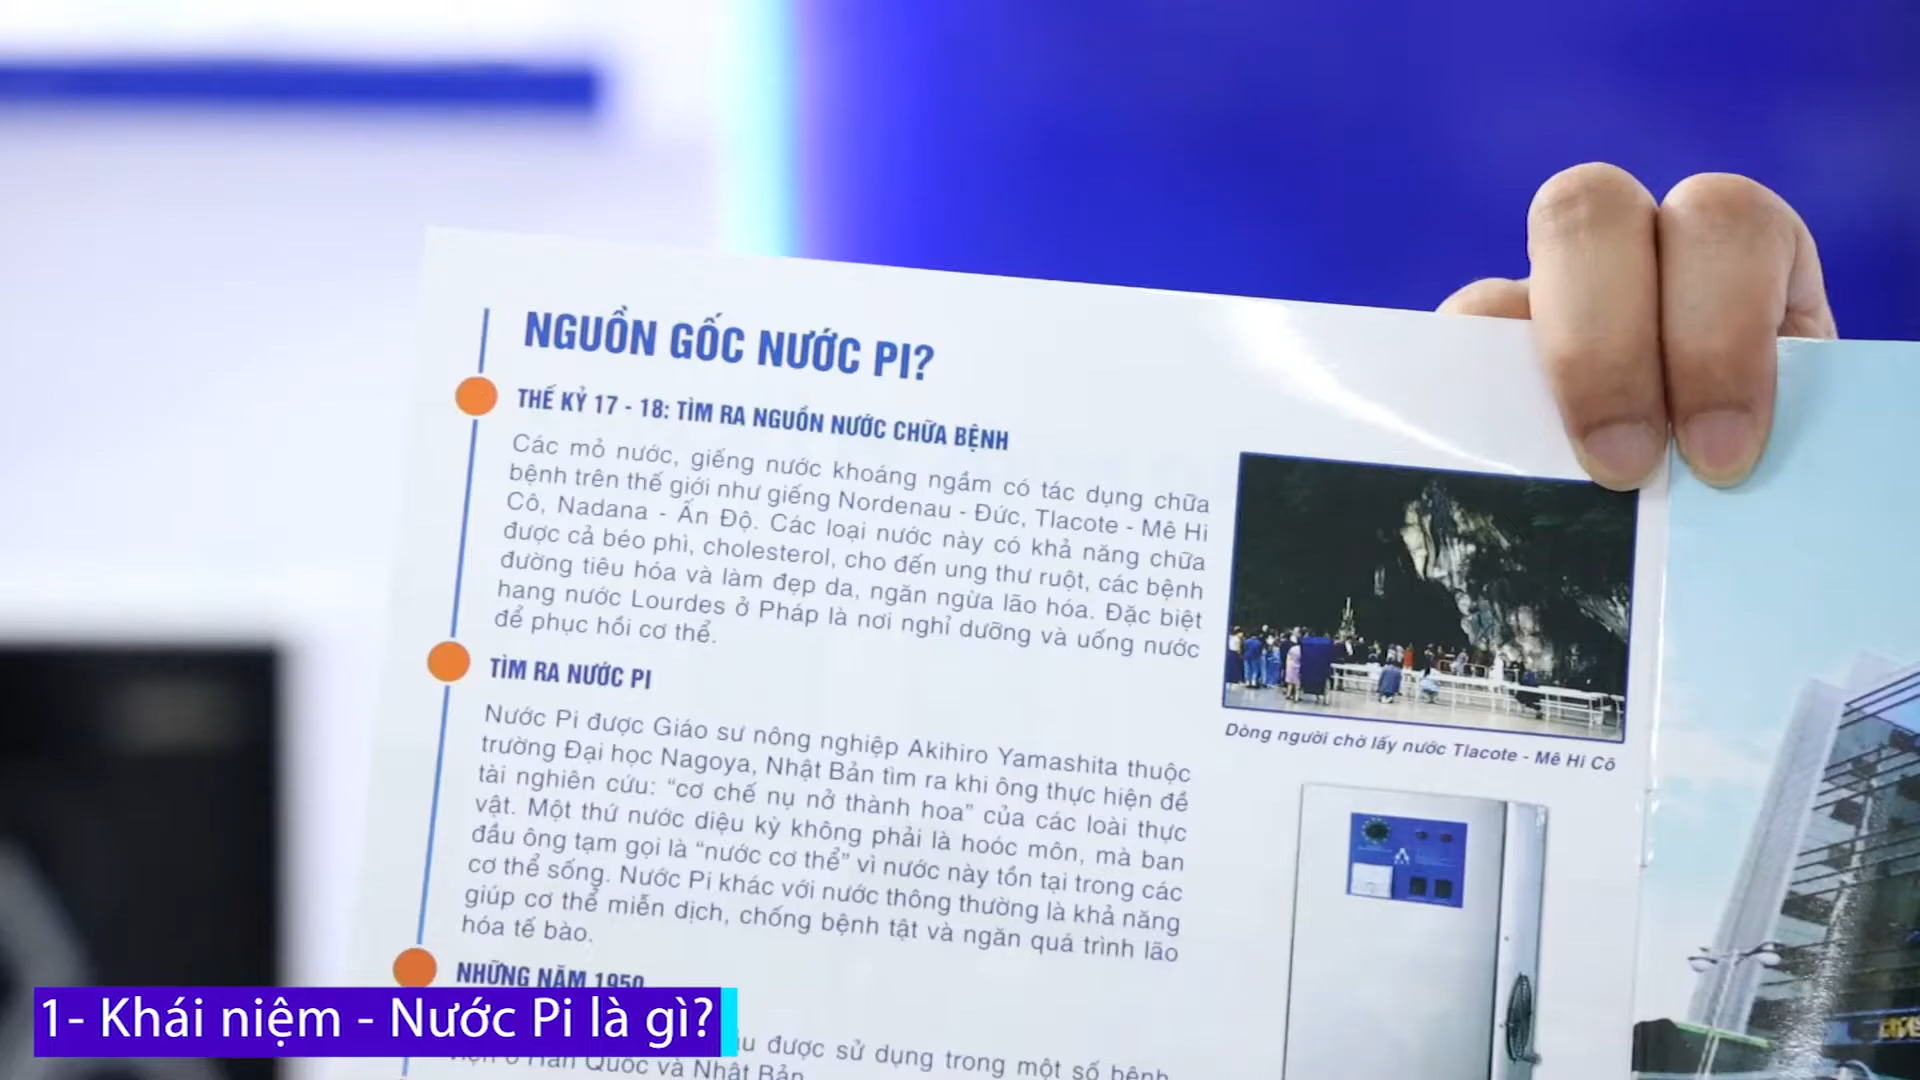 NGUỒN GỐC NƯỚC PI?
THẾ KỶ 17 - 18: TÌM RA NGUỒN NƯỚC CHỮA BỆNH
Các mỏ nước, giếng nước khoáng ngầm có tác dụng chữa
bệnh trên thế giới như giếng Nordenau - Đức, Tlacote - Mê Hi
Cô, Nadana - Ấn Độ. Các loại nước này có khả năng chữa
được cả béo phì, cholesterol, cho đến ung thư ruột, các bệnh
đường tiêu hóa và làm đẹp da, ngăn ngừa lão hóa. Đặc biệt
hang nước Lourdes ở Pháp là nơi nghỉ dưỡng và uống nước
để phục hồi cơ thể.
Dòng người chờ lấy nước Tlacote - Mê Hi Cô
TÌM RA NƯỚC PI
Nước Pi được Giáo sư nông nghiệp Akihiro Yamashita thuộc
trường Đại học Nagoya, Nhật Bản tìm ra khi ông thực hiện đề
tài nghiên cứu: “cơ chế nụ nở thành hoa” của các loài thực
vật. Một thứ nước diệu kỳ không phải là hoóc môn, mà ban
đầu ông tạm gọi là “nước cơ thể” vì nước này tồn tại trong các
cơ thể sống. Nước Pi khác với nước thông thường là khả năng
giúp cơ thể miễn dịch, chống bệnh tật và ngăn quá trình lão
hóa tế bào.
NHỮNG NĂM 1950
được sử dụng trong một số bệnh
ở Hàn Quốc và Nhật Bản
1- Khái niệm - Nước Pi là gì?